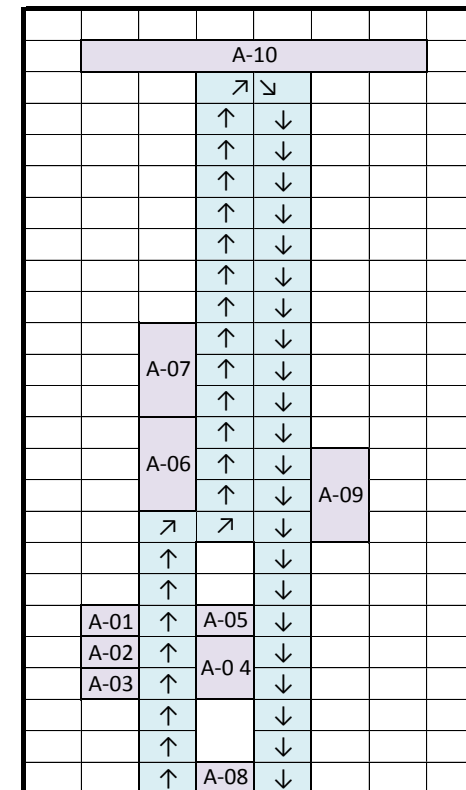 A-10
↗ ↘
↑ ↓
↑ ↓
↑ ↓
↑ ↓
↑ ↓
↑ ↓
↑ ↓
↑ ↓
A-07 ↑ ↓
↑ ↓
↑ ↓
A-06 ↑ ↓
↑ ↓ A-09
↑ ↓
↗ ↗ ↓
↑ ↓
↑ ↓
A-01 ↑ A-05 ↓
A-02 ↑ A-0 4 ↓
A-03 ↑ ↓
↑ ↓
↑ ↓
↑ A-08 ↓